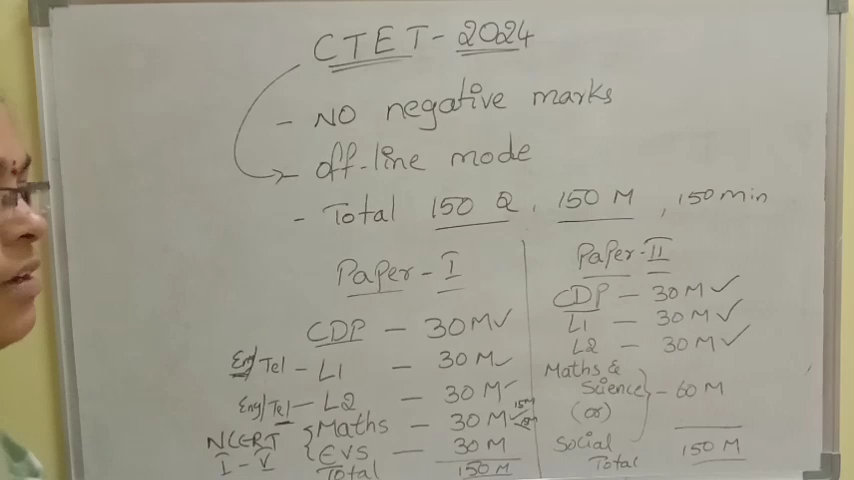 CTET - 2024
- NO negative marks
- off-line mode
- Total 150 Q, 150 M, 150 min
Paper - I
CDP - 30M ✓
Eng/Tel - L1 - 30 M ✓
Eng/Tel - L2 - 30 M ✓
Maths - 30 M ✓ 15M
NCERT EVS - 30 M
I - V
Total 150 M
Paper - II
CDP - 30 M ✓
L1 - 30 M ✓
L2 - 30 M ✓
Maths &
Science - 60 M
(or)
Social
Total 150 M